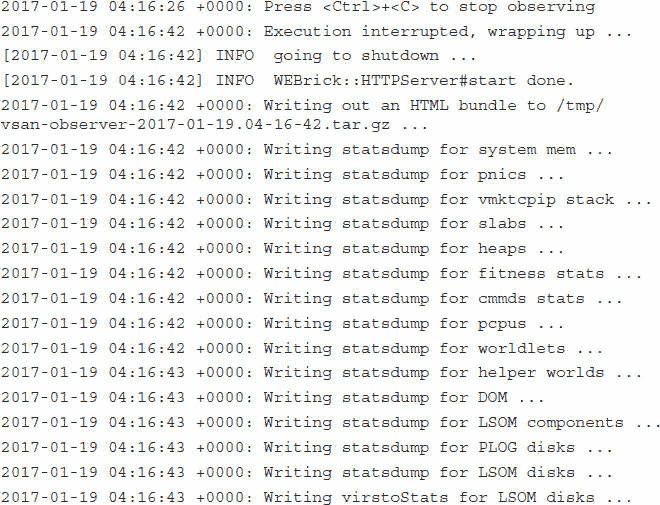 2017-01-19 04:16:26 +0000: Press <Ctrl>+<C> to stop observing
2017-01-19 04:16:42 +0000: Execution interrupted, wrapping up ...
[2017-01-19 04:16:42] INFO  going to shutdown ...
[2017-01-19 04:16:42] INFO  WEBrick::HTTPServer#start done.
2017-01-19 04:16:42 +0000: Writing out an HTML bundle to /tmp/
vsan-observer-2017-01-19.04-16-42.tar.gz ...
2017-01-19 04:16:42 +0000: Writing statsdump for system mem ...
2017-01-19 04:16:42 +0000: Writing statsdump for pnics ...
2017-01-19 04:16:42 +0000: Writing statsdump for vmktcpip stack ...
2017-01-19 04:16:42 +0000: Writing statsdump for slabs ...
2017-01-19 04:16:42 +0000: Writing statsdump for heaps ...
2017-01-19 04:16:42 +0000: Writing statsdump for fitness stats ...
2017-01-19 04:16:42 +0000: Writing statsdump for cmmds stats ...
2017-01-19 04:16:42 +0000: Writing statsdump for pcpus ...
2017-01-19 04:16:42 +0000: Writing statsdump for worldlets ...
2017-01-19 04:16:43 +0000: Writing statsdump for helper worlds ...
2017-01-19 04:16:43 +0000: Writing statsdump for DOM ...
2017-01-19 04:16:43 +0000: Writing statsdump for LSOM components ...
2017-01-19 04:16:43 +0000: Writing statsdump for PLOG disks ...
2017-01-19 04:16:43 +0000: Writing statsdump for LSOM disks ...
2017-01-19 04:16:43 +0000: Writing virstoStats for LSOM disks ...